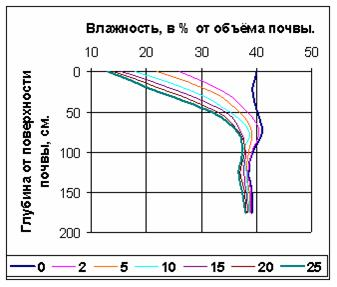 Влажность, в % от объёма почвы.
10 20 30 40 50
Глубина от поверхности
почвы, см.
0
50
100
150
200
0 2 5 10 15 20 25